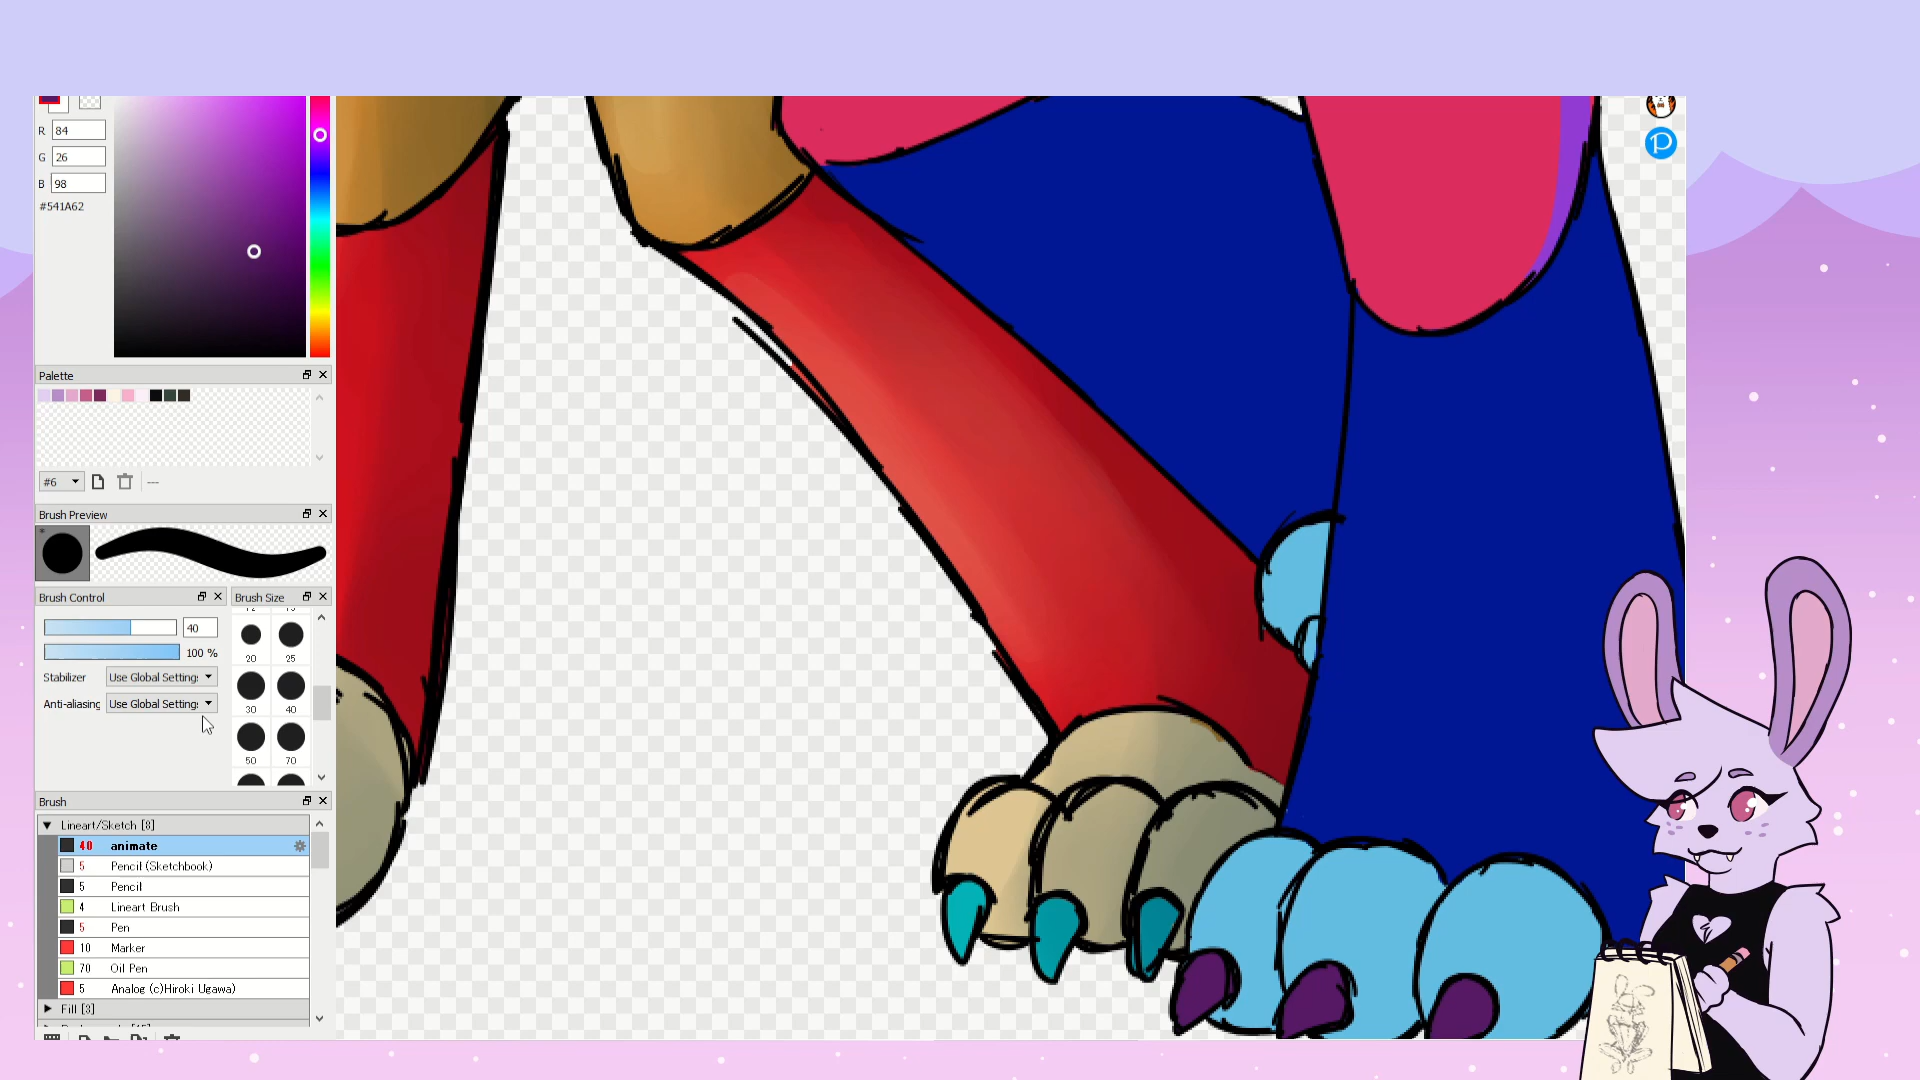 R 84
G 26
B 98
#541A62
Palette
#6
---
Brush Preview
Brush Control
Brush Size
40
100 %
Stabilizer Use Global Settings
Anti-aliasing Use Global Settings
20 25
30 40
50 70
Brush
Lineart/Sketch [8]
40 animate
5 Pencil (Sketchbook)
5 Pencil
4 Lineart Brush
5 Pen
10 Marker
70 Oil Pen
5 Analog (c)Hiroki Ugawa)
Fill [3]
P